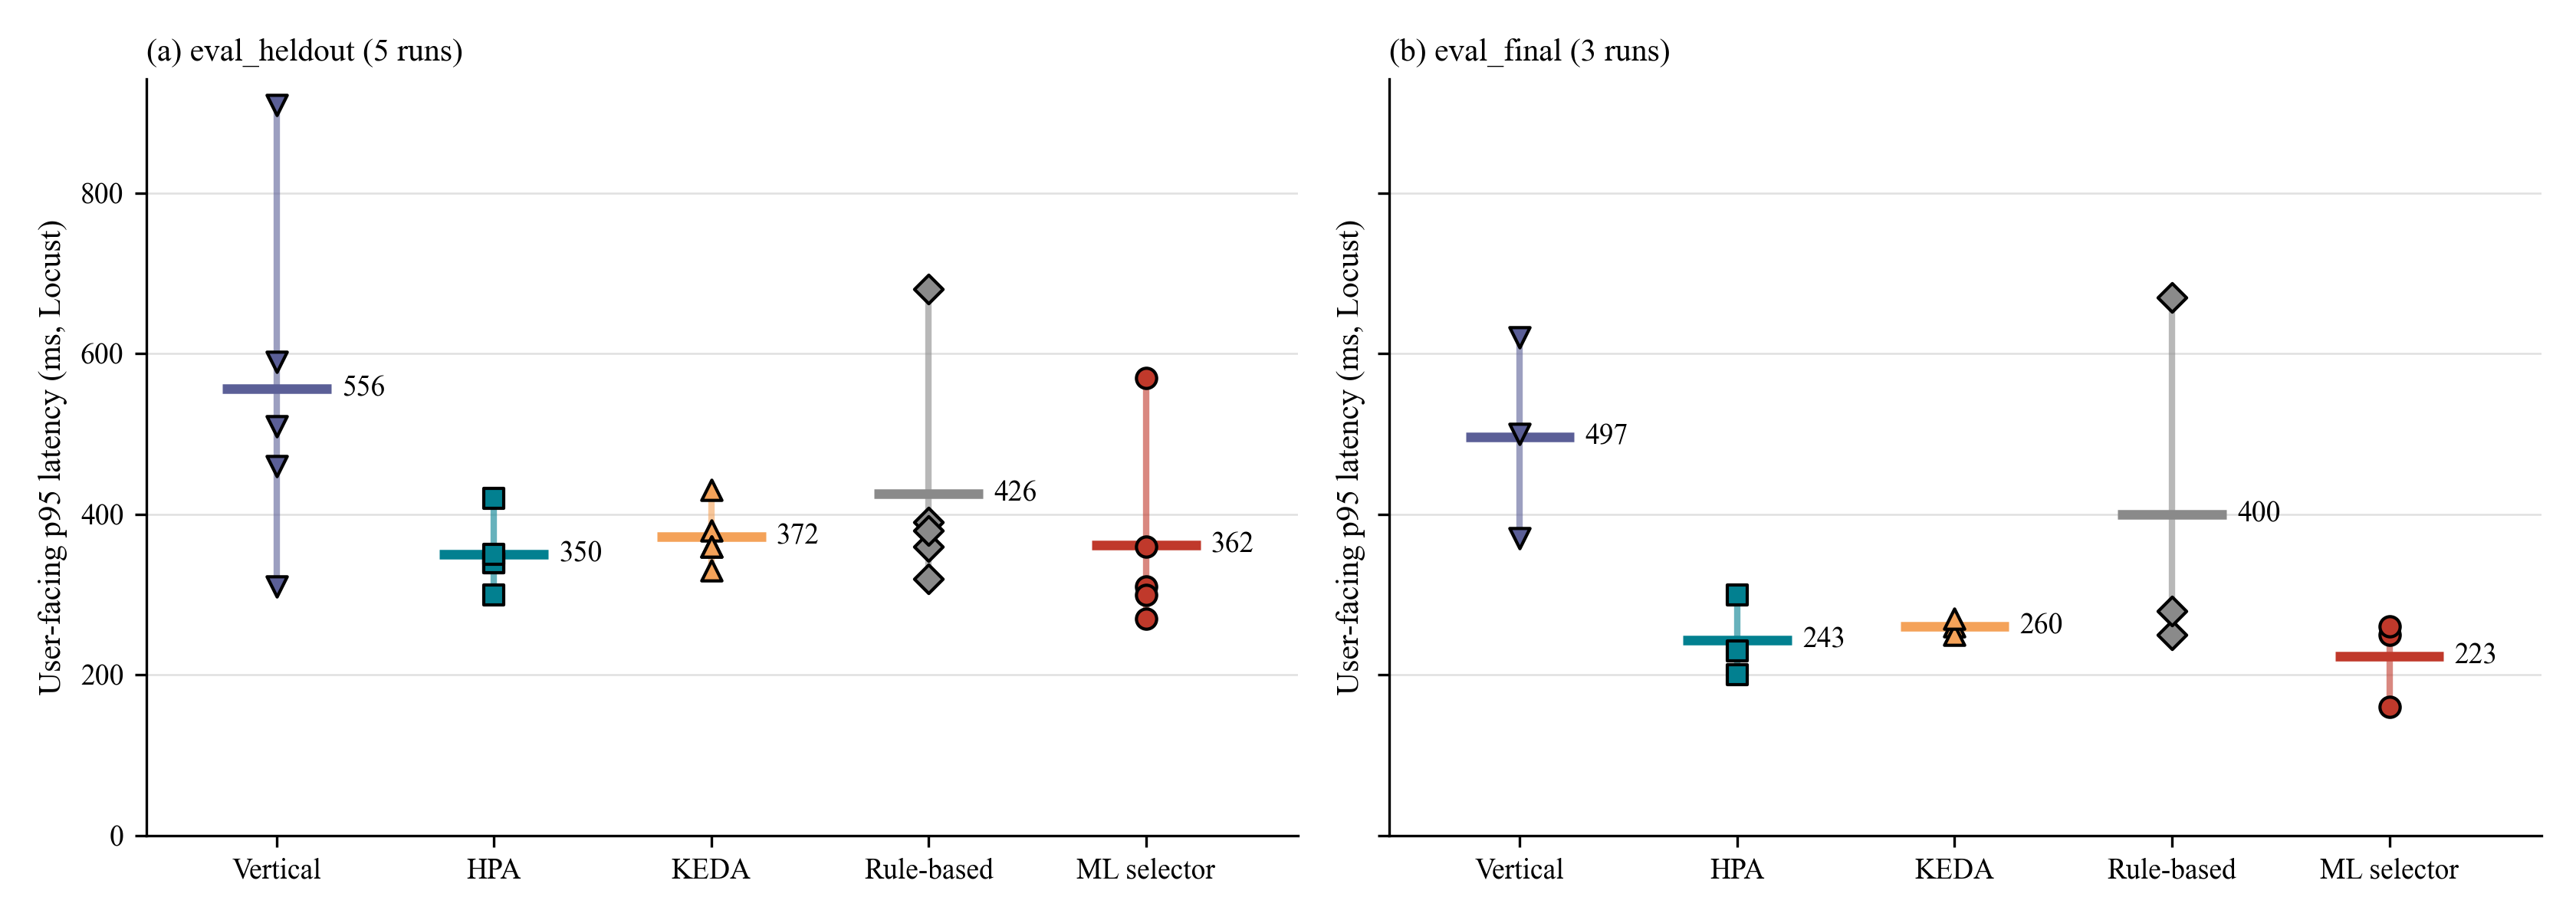 (a) eval_heldout (5 runs)
User-facing p95 latency (ms, Locust)
800
600
400
200
0
556
350
372
426
362
Vertical
HPA
KEDA
Rule-based
ML selector
(b) eval_final (3 runs)
User-facing p95 latency (ms, Locust)
497
243
260
400
223
Vertical
HPA
KEDA
Rule-based
ML selector